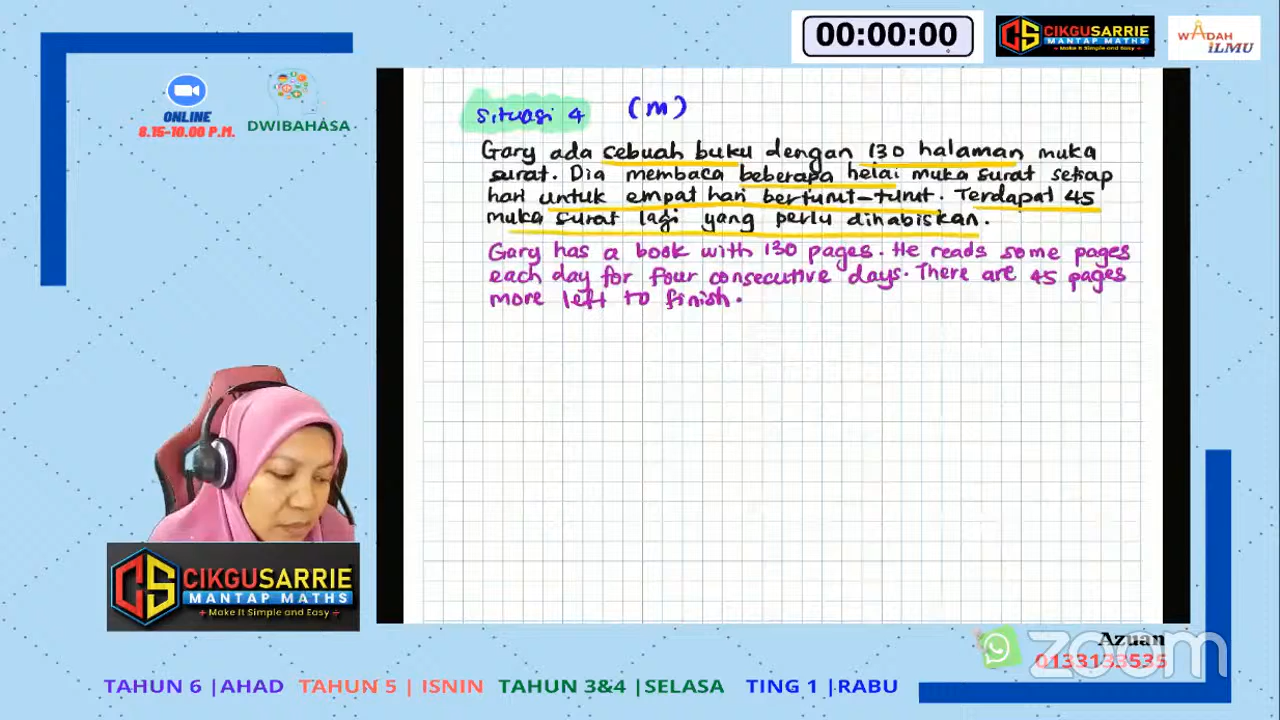 00:00:00
CIKGUSARRIE
MANTAP MATHS
Make It Simple and Easy
WADAH
iLMU
ONLINE
8.15-10.00 P.M.
DWIBAHASA
Situasi 4 (M)
Gary ada sebuah buku dengan 130 halaman muka
surat. Dia membaca beberapa helai muka surat setiap
hari untuk empat hari berturut-turut. Terdapat 45
muka surat lagi yang perlu dihabiskan.
Gary has a book with 130 pages. He reads some pages
each day for four consecutive days. There are 45 pages
more left to finish.
CS CIKGUSARRIE
MANTAP MATHS
+ Make It Simple and Easy +
Azuan
zoom
0133133535
TAHUN 6 |AHAD TAHUN 5 | ISNIN TAHUN 3&4 |SELASA TING 1 |RABU